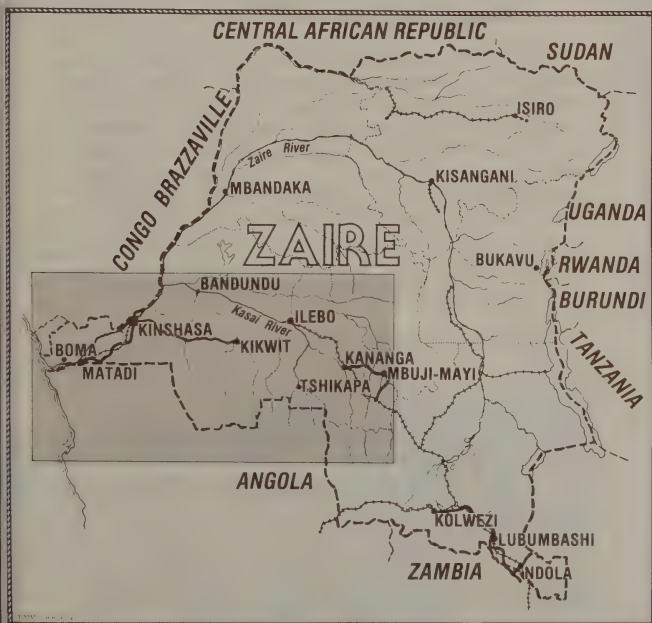 CENTRAL AFRICAN REPUBLIC
SUDAN
CONGO BRAZZAVILLE
ISIRO
Zaire River
KISANGANI
MBANDAKA
UGANDA
ZAIRE
BUKAVU
RWANDA
BURUNDI
TANZANIA
BANDUNDU
Kasai River
ILEBO
KINSHASA
KIKWIT
BOMA
MATADI
KANANGA
MBUJI-MAYI
TSHIKAPA
ANGOLA
KOLWEZI
LUBUMBASHI
ZAMBIA
NDOLA